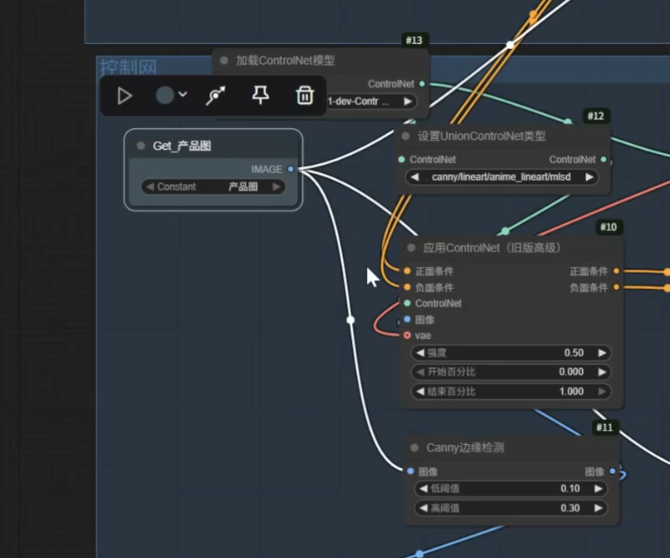 #13
控制网
加载ControlNet模型
ControlNet
1-dev-Contr ...
#12
Get_产品图
设置UnionControlNet类型
IMAGE
ControlNet
ControlNet
Constant
产品图
canny/lineart/anime_lineart/mlsd
#10
应用ControlNet（旧版高级）
正面条件
正面条件
负面条件
负面条件
ControlNet
图像
vae
强度
0.50
开始百分比
0.000
结束百分比
1.000
#11
Canny边缘检测
图像
图像
低阈值
0.10
高阈值
0.30